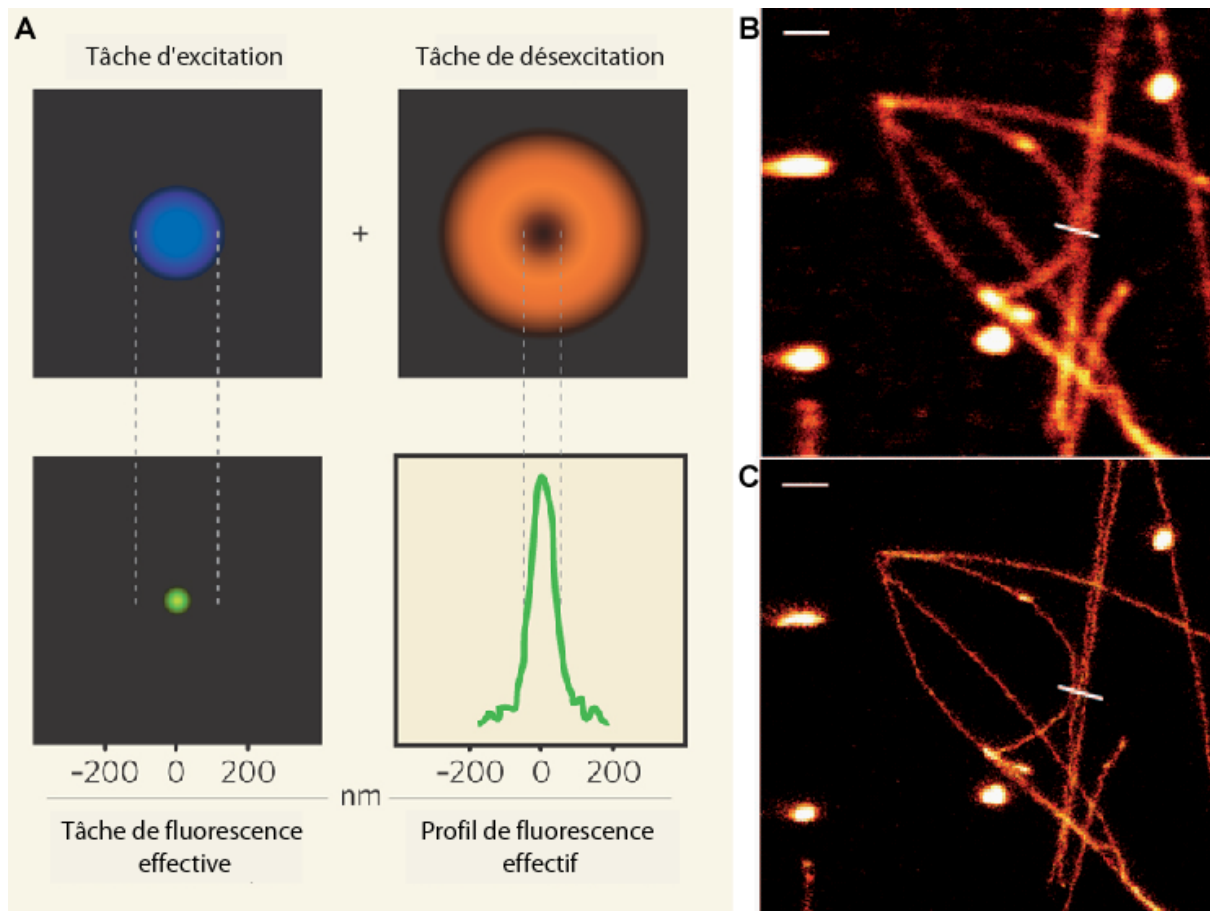 A
Tâche d'excitation
Tâche de désexcitation
+
-200 0 200
-200 0 200
nm
Tâche de fluorescence
effective
Profil de fluorescence
effectif
B
C